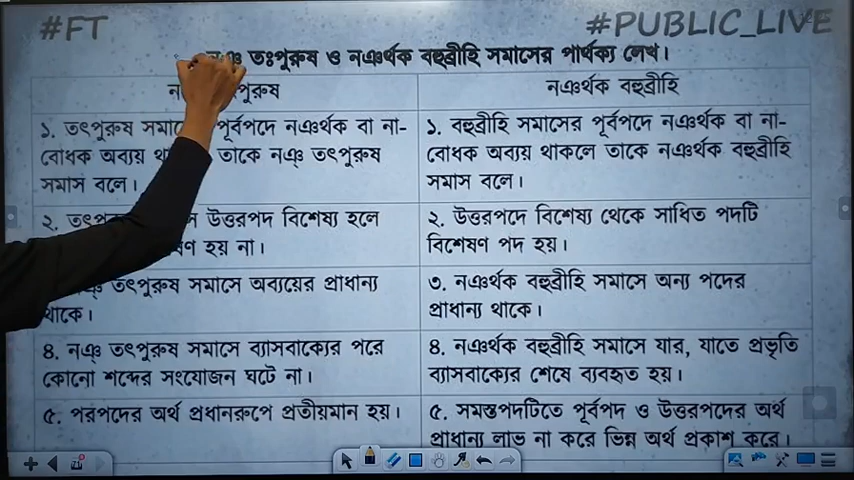 #FT
#PUBLIC_LIVE
নঞ তঃপুরুষ ও নঞর্থক বহুব্রীহি সমাসের পার্থক্য লেখ।
নঞর্থক বহুব্রীহি
১. তৎপুরুষ পূর্বপদে নঞর্থক বা না-
বোধক অব্যয় তাকে নঞ্ তৎপুরুষ
সমাস বলে।
১. বহুব্রীহি সমাসের পূর্বপদে নঞর্থক বা না-
বোধক অব্যয় থাকলে তাকে নঞর্থক বহুব্রীহি
সমাস বলে।
২. উত্তরপদ বিশেষ্য হলে
হয় না।
২. উত্তরপদে বিশেষ্য থেকে সাধিত পদটি
বিশেষণ পদ হয়।
তৎপুরুষ সমাসে অব্যয়ের প্রাধান্য
থাকে।
৩. নঞর্থক বহুব্রীহি সমাসে অন্য পদের
প্রাধান্য থাকে।
৪. নঞ্ তৎপুরুষ সমাসে ব্যাসবাক্যের পরে
কোনো শব্দের সংযোজন ঘটে না।
৪. নঞর্থক বহুব্রীহি সমাসে যার, যাতে প্রভৃতি
ব্যাসবাক্যের শেষে ব্যবহৃত হয়।
৫. পরপদের অর্থ প্রধানরুপে প্রতীয়মান হয়।
৫. সমস্তপদটিতে পূর্বপদ ও উত্তরপদের অর্থ
প্রাধান্য লাভ না করে ভিন্ন অর্থ প্রকাশ করে।